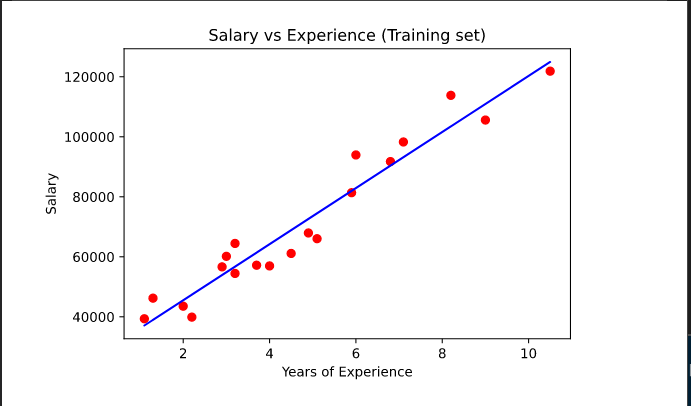 Salary vs Experience (Training set)
120000
100000
80000
60000
40000
Salary
2 4 6 8 10
Years of Experience